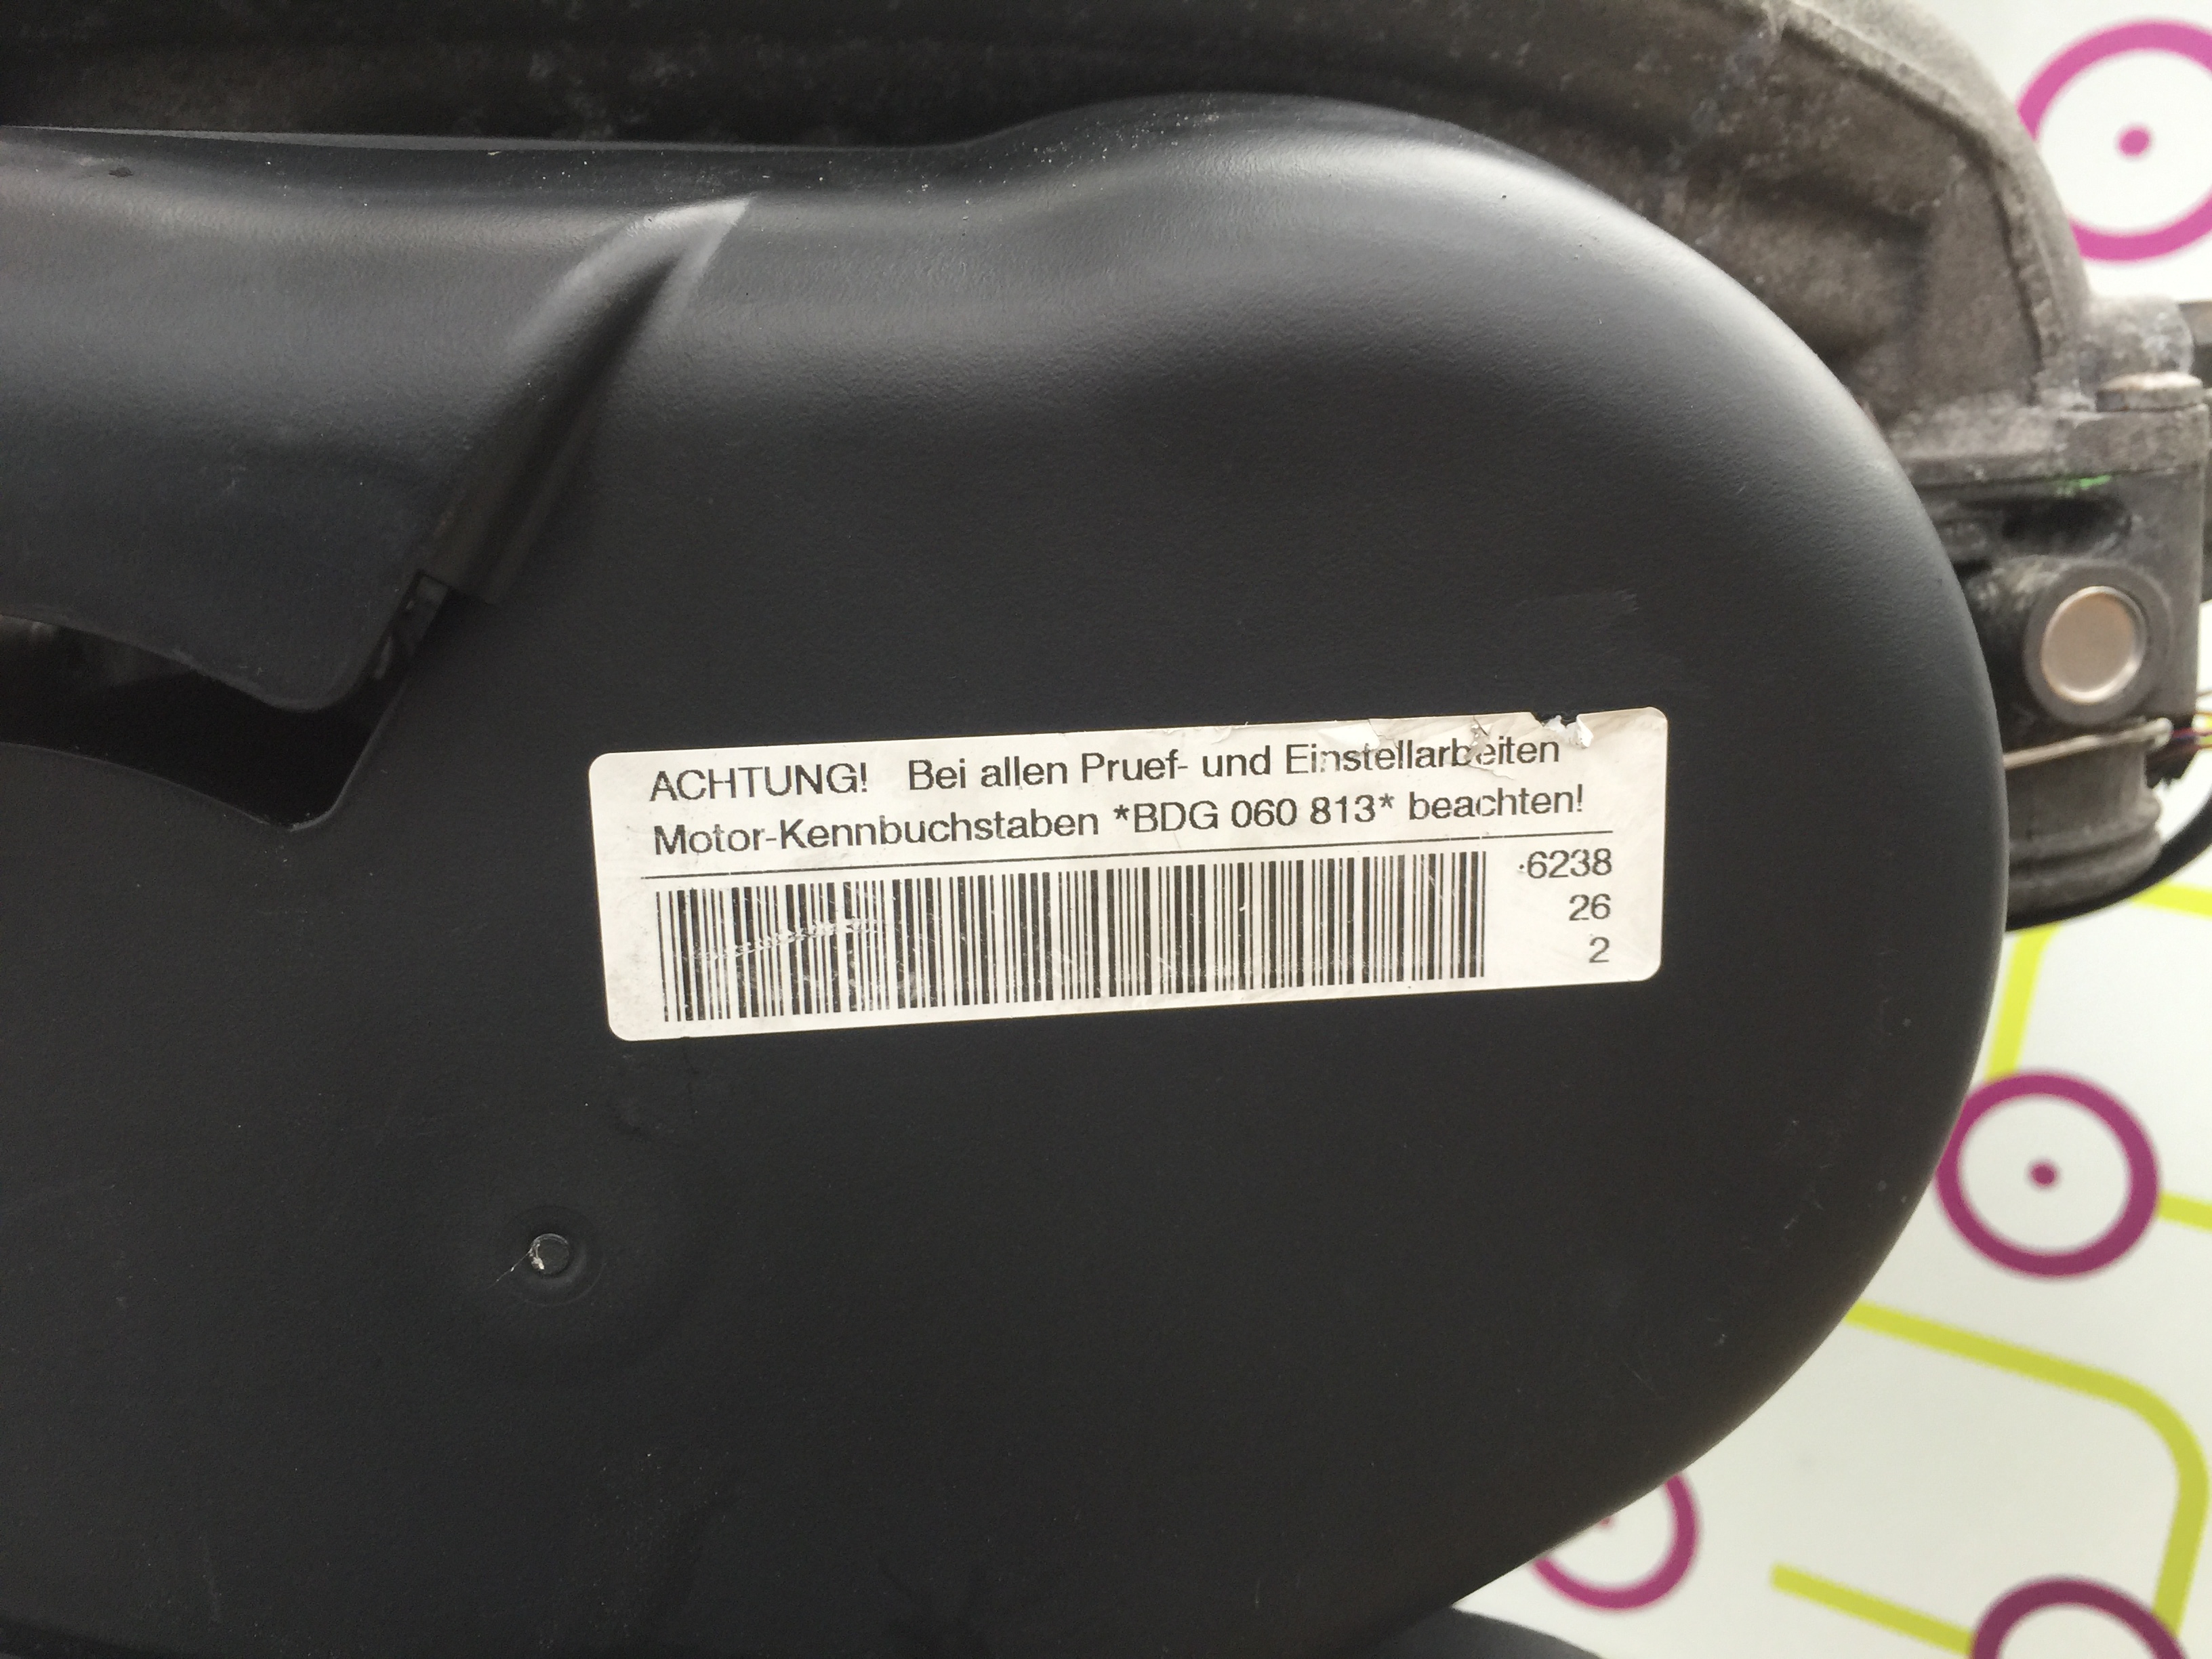 ACHTUNG! Bei allen Pruef- und Einstellarbeiten
Motor-Kennbuchstaben *BDG 060 813* beachten!
·6238
26
2